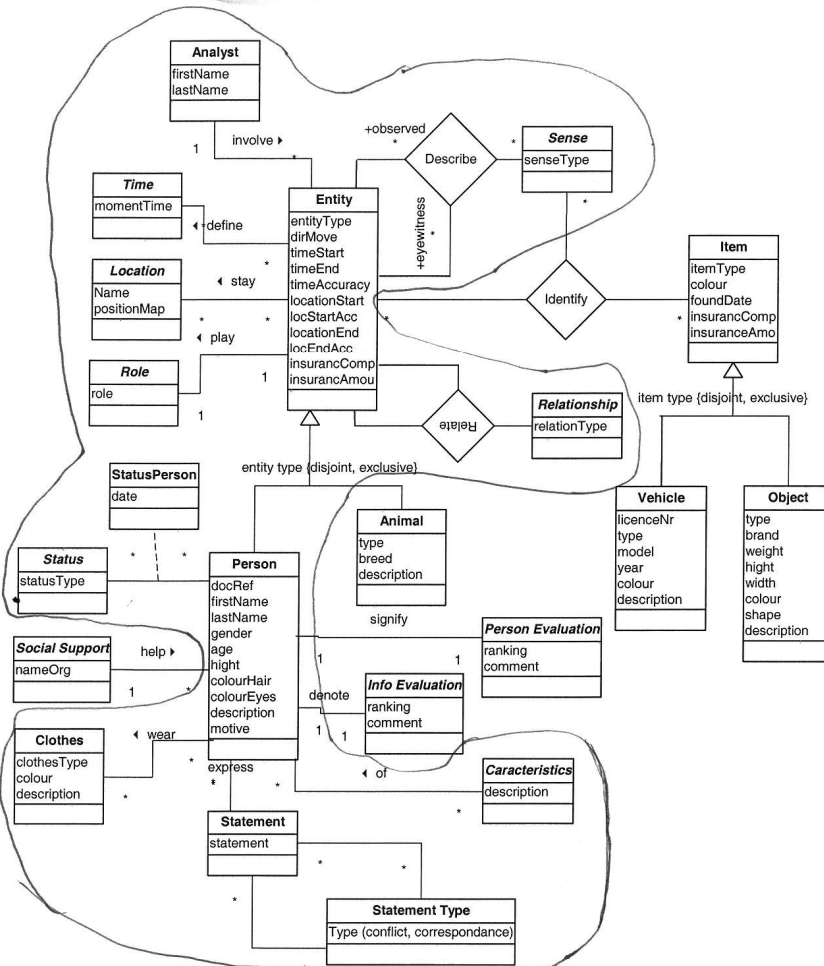 Analyst
firstName
lastName
involve
1
*
+observed
*
Describe
*
Sense
senseType
*
Time
momentTime
define
*
+eyewitness
*
Entity
entityType
dirMove
timeStart
timeEnd
timeAccuracy
locationStart
locStartAcc
locationEnd
locEndAcc
insurancComp
insurancAmou
Location
Name
positionMap
stay
*
*
play
Role
role
1
1
Identify
*
*
Item
itemType
colour
foundDate
insurancComp
insuranceAmo
Relate
Relationship
relationType
item type {disjoint, exclusive}
entity type {disjoint, exclusive}
StatusPerson
date
Status
statusType
*
*
Person
docRef
firstName
lastName
gender
age
hight
colourHair
colourEyes
description
motive
Animal
type
breed
description
Vehicle
licenceNr
type
model
year
colour
description
Object
type
brand
weight
hight
width
colour
shape
description
signify
1
1
Person Evaluation
ranking
comment
Social Support
nameOrg
help
1
*
denote
1
1
Info Evaluation
ranking
comment
Clothes
clothesType
colour
description
wear
*
*
express
*
*
of
*
Caracteristics
description
Statement
statement
*
*
*
Statement Type
Type (conflict, correspondance)